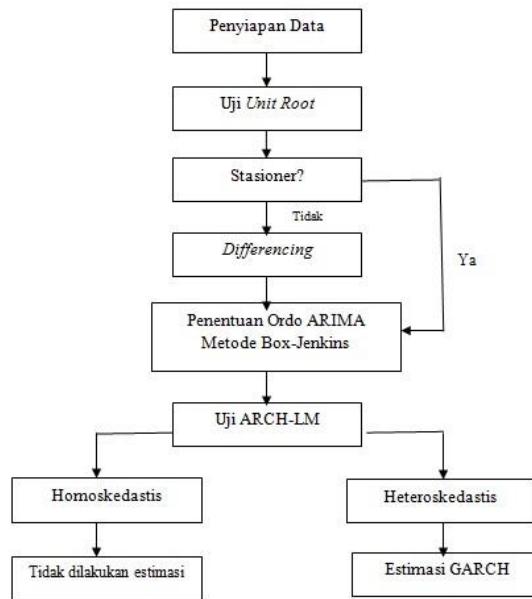 Penyiapan Data
Uji Unit Root
Stasioner?
Tidak
Ya
Differencing
Penentuan Ordo ARIMA
Metode Box-Jenkins
Uji ARCH-LM
Homoskedastis
Heteroskedastis
Tidak dilakukan estimasi
Estimasi GARCH